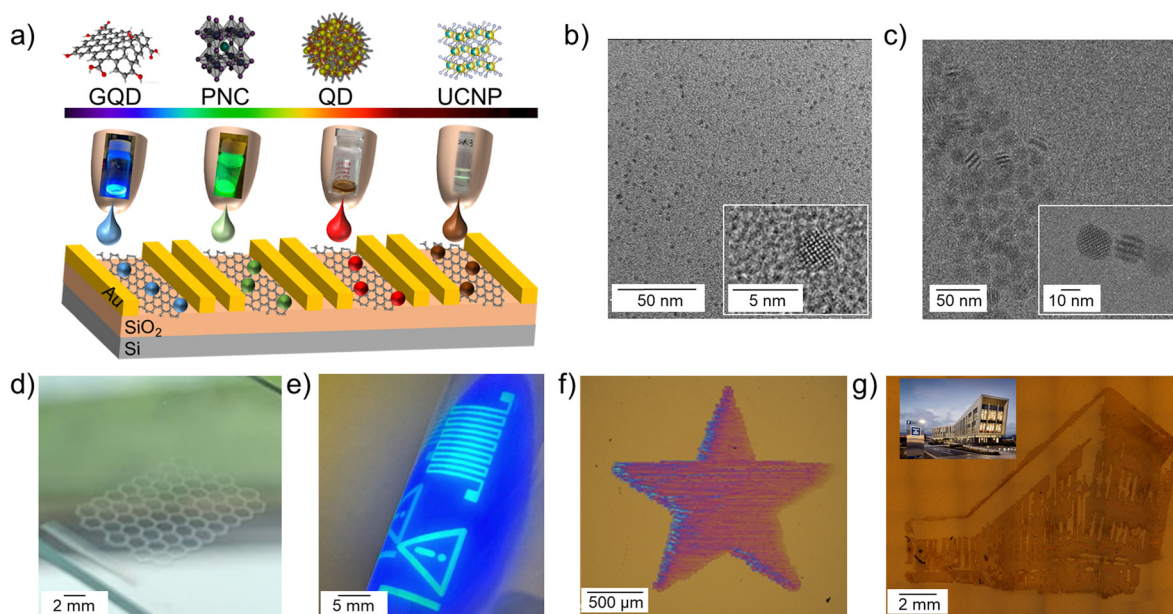 a)
GQD PNC QD UCNP
Au
SiO₂
Si
b)
50 nm
5 nm
c)
50 nm
10 nm
d)
2 mm
e)
5 mm
f)
500 µm
g)
2 mm